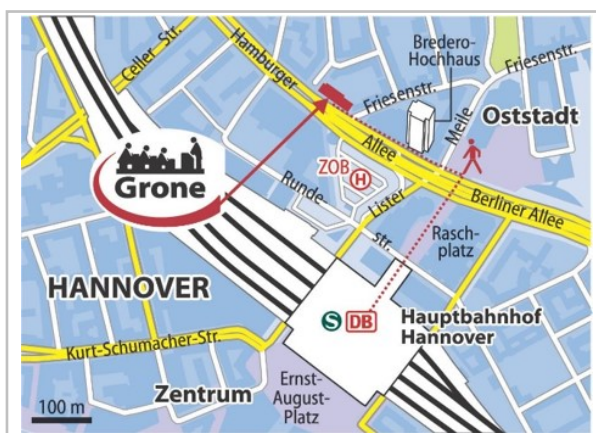 Celler Str.
Hamburger
Allee
Friesenstr.
Bredero-
Hochhaus
Friesenstr.
Meile
Oststadt
ZOB
H
Grone
Runde-
str.
Lister
Berliner Allee
Rasch-
platz
HANNOVER
S
DB
Hauptbahnhof
Hannover
Kurt-Schumacher-Str.
Zentrum
Ernst-
August-
Platz
100 m